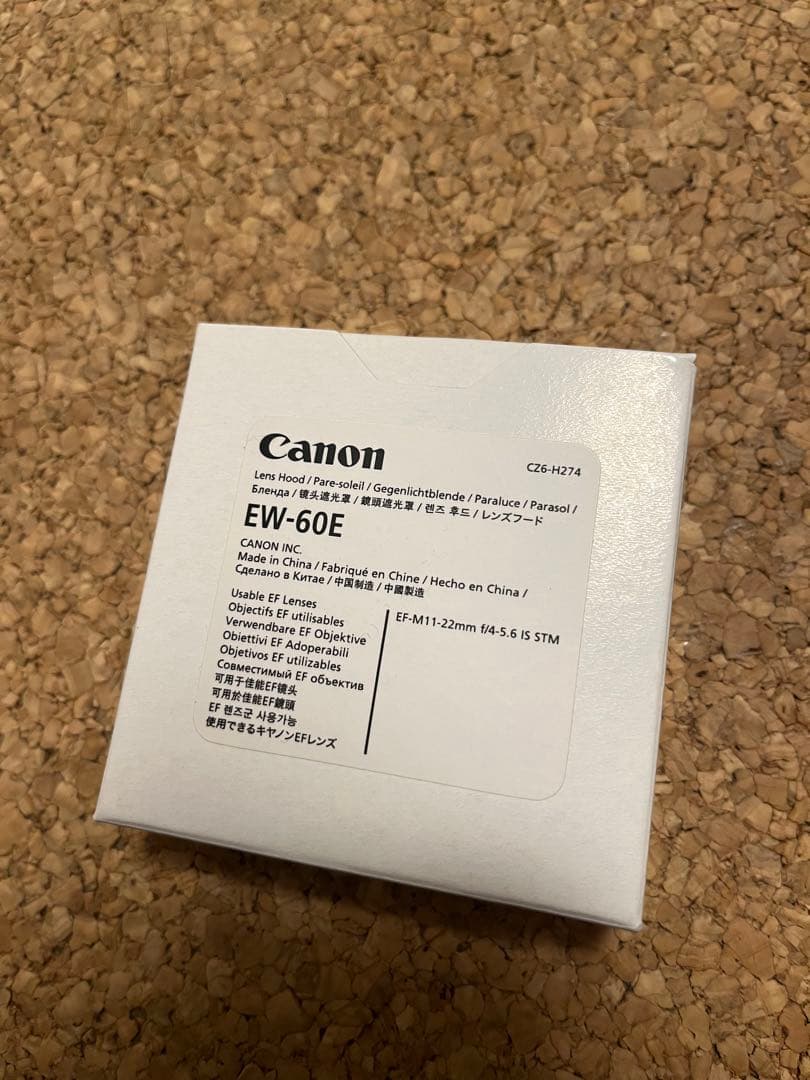 Canon
CZ6-H274
Lens Hood / Pare-soleil / Gegenlichtblende / Paraluce / Parasol /
Бленда / 镜头遮光罩 / 鏡頭遮光罩 / 렌즈 후드 / レンズフード
EW-60E
CANON INC.
Made in China / Fabriqué en Chine / Hecho en China /
Сделано в Китае / 中国制造 / 中國製造
Usable EF Lenses
Objectifs EF utilisables
Verwendbare EF Objektive
Obiettivi EF Adoperabili
Objetivos EF utilizables
Совместимый EF объектив
可用于佳能EF镜头
可用於佳能EF鏡頭
EF 렌즈군 사용가능
使用できるキヤノンEFレンズ
EF-M11-22mm f/4-5.6 IS STM